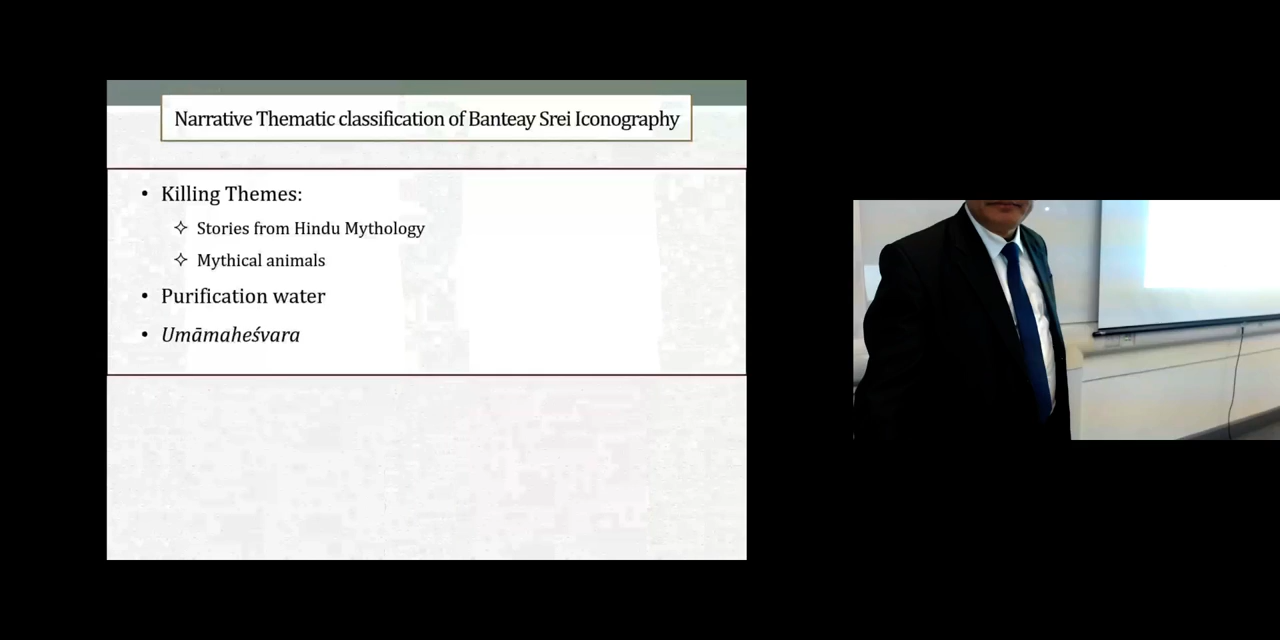 Narrative Thematic classification of Banteay Srei Iconography
• Killing Themes:
✧ Stories from Hindu Mythology
✧ Mythical animals
• Purification water
• Umāmaheśvara